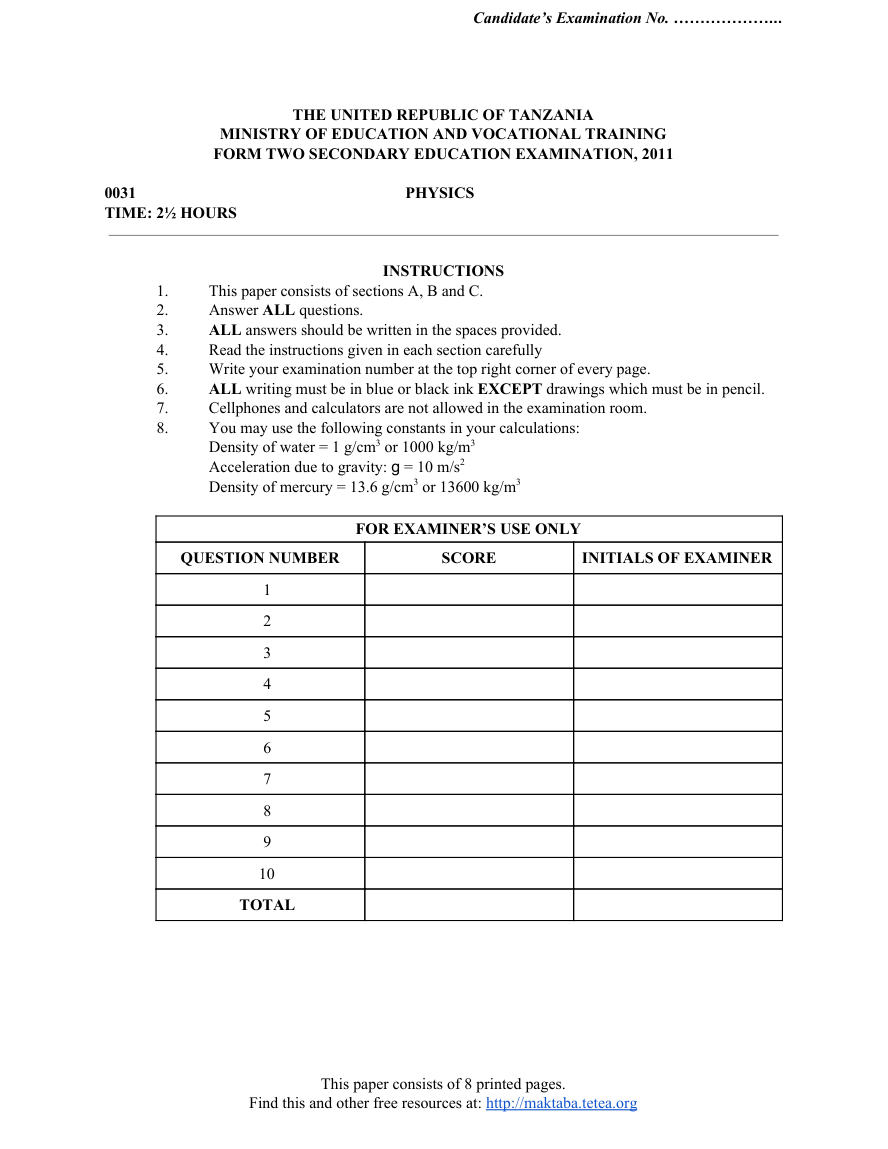 Candidate's Examination No. ………………...
THE UNITED REPUBLIC OF TANZANIA
MINISTRY OF EDUCATION AND VOCATIONAL TRAINING
FORM TWO SECONDARY EDUCATION EXAMINATION, 2011
0031 PHYSICS
TIME: 2½ HOURS
INSTRUCTIONS
1. This paper consists of sections A, B and C.
2. Answer ALL questions.
3. ALL answers should be written in the spaces provided.
4. Read the instructions given in each section carefully
5. Write your examination number at the top right corner of every page.
6. ALL writing must be in blue or black ink EXCEPT drawings which must be in pencil.
7. Cellphones and calculators are not allowed in the examination room.
8. You may use the following constants in your calculations:
Density of water = 1 g/cm³ or 1000 kg/m³
Acceleration due to gravity: g = 10 m/s²
Density of mercury = 13.6 g/cm³ or 13600 kg/m³
FOR EXAMINER'S USE ONLY
QUESTION NUMBER SCORE INITIALS OF EXAMINER
1
2
3
4
5
6
7
8
9
10
TOTAL
This paper consists of 8 printed pages.
Find this and other free resources at: http://maktaba.tetea.org